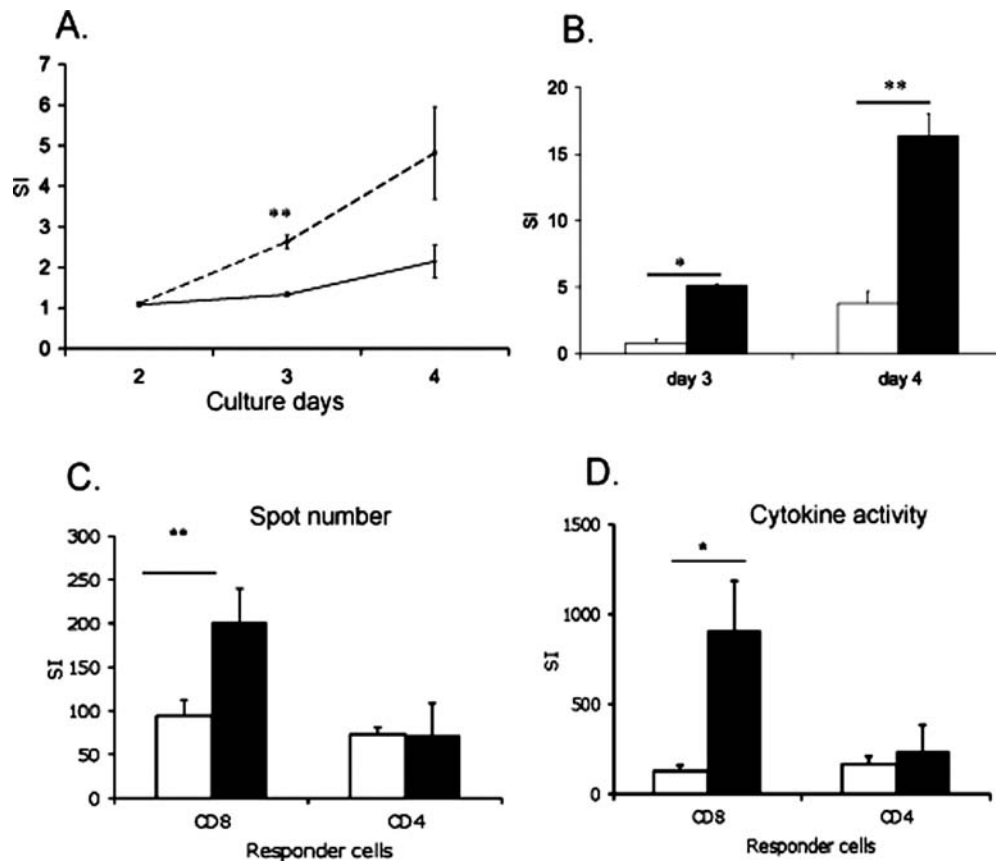 A.
7
6
5
4
3
2
1
0
SI
**
2 3 4
Culture days
B.
20
15
10
5
0
SI
*
**
day 3 day 4
C.
Spot number
300
250
200
150
100
50
0
SI
**
CD8 CD4
Responder cells
D.
Cytokine activity
1500
1000
500
0
SI
*
CD8 CD4
Responder cells